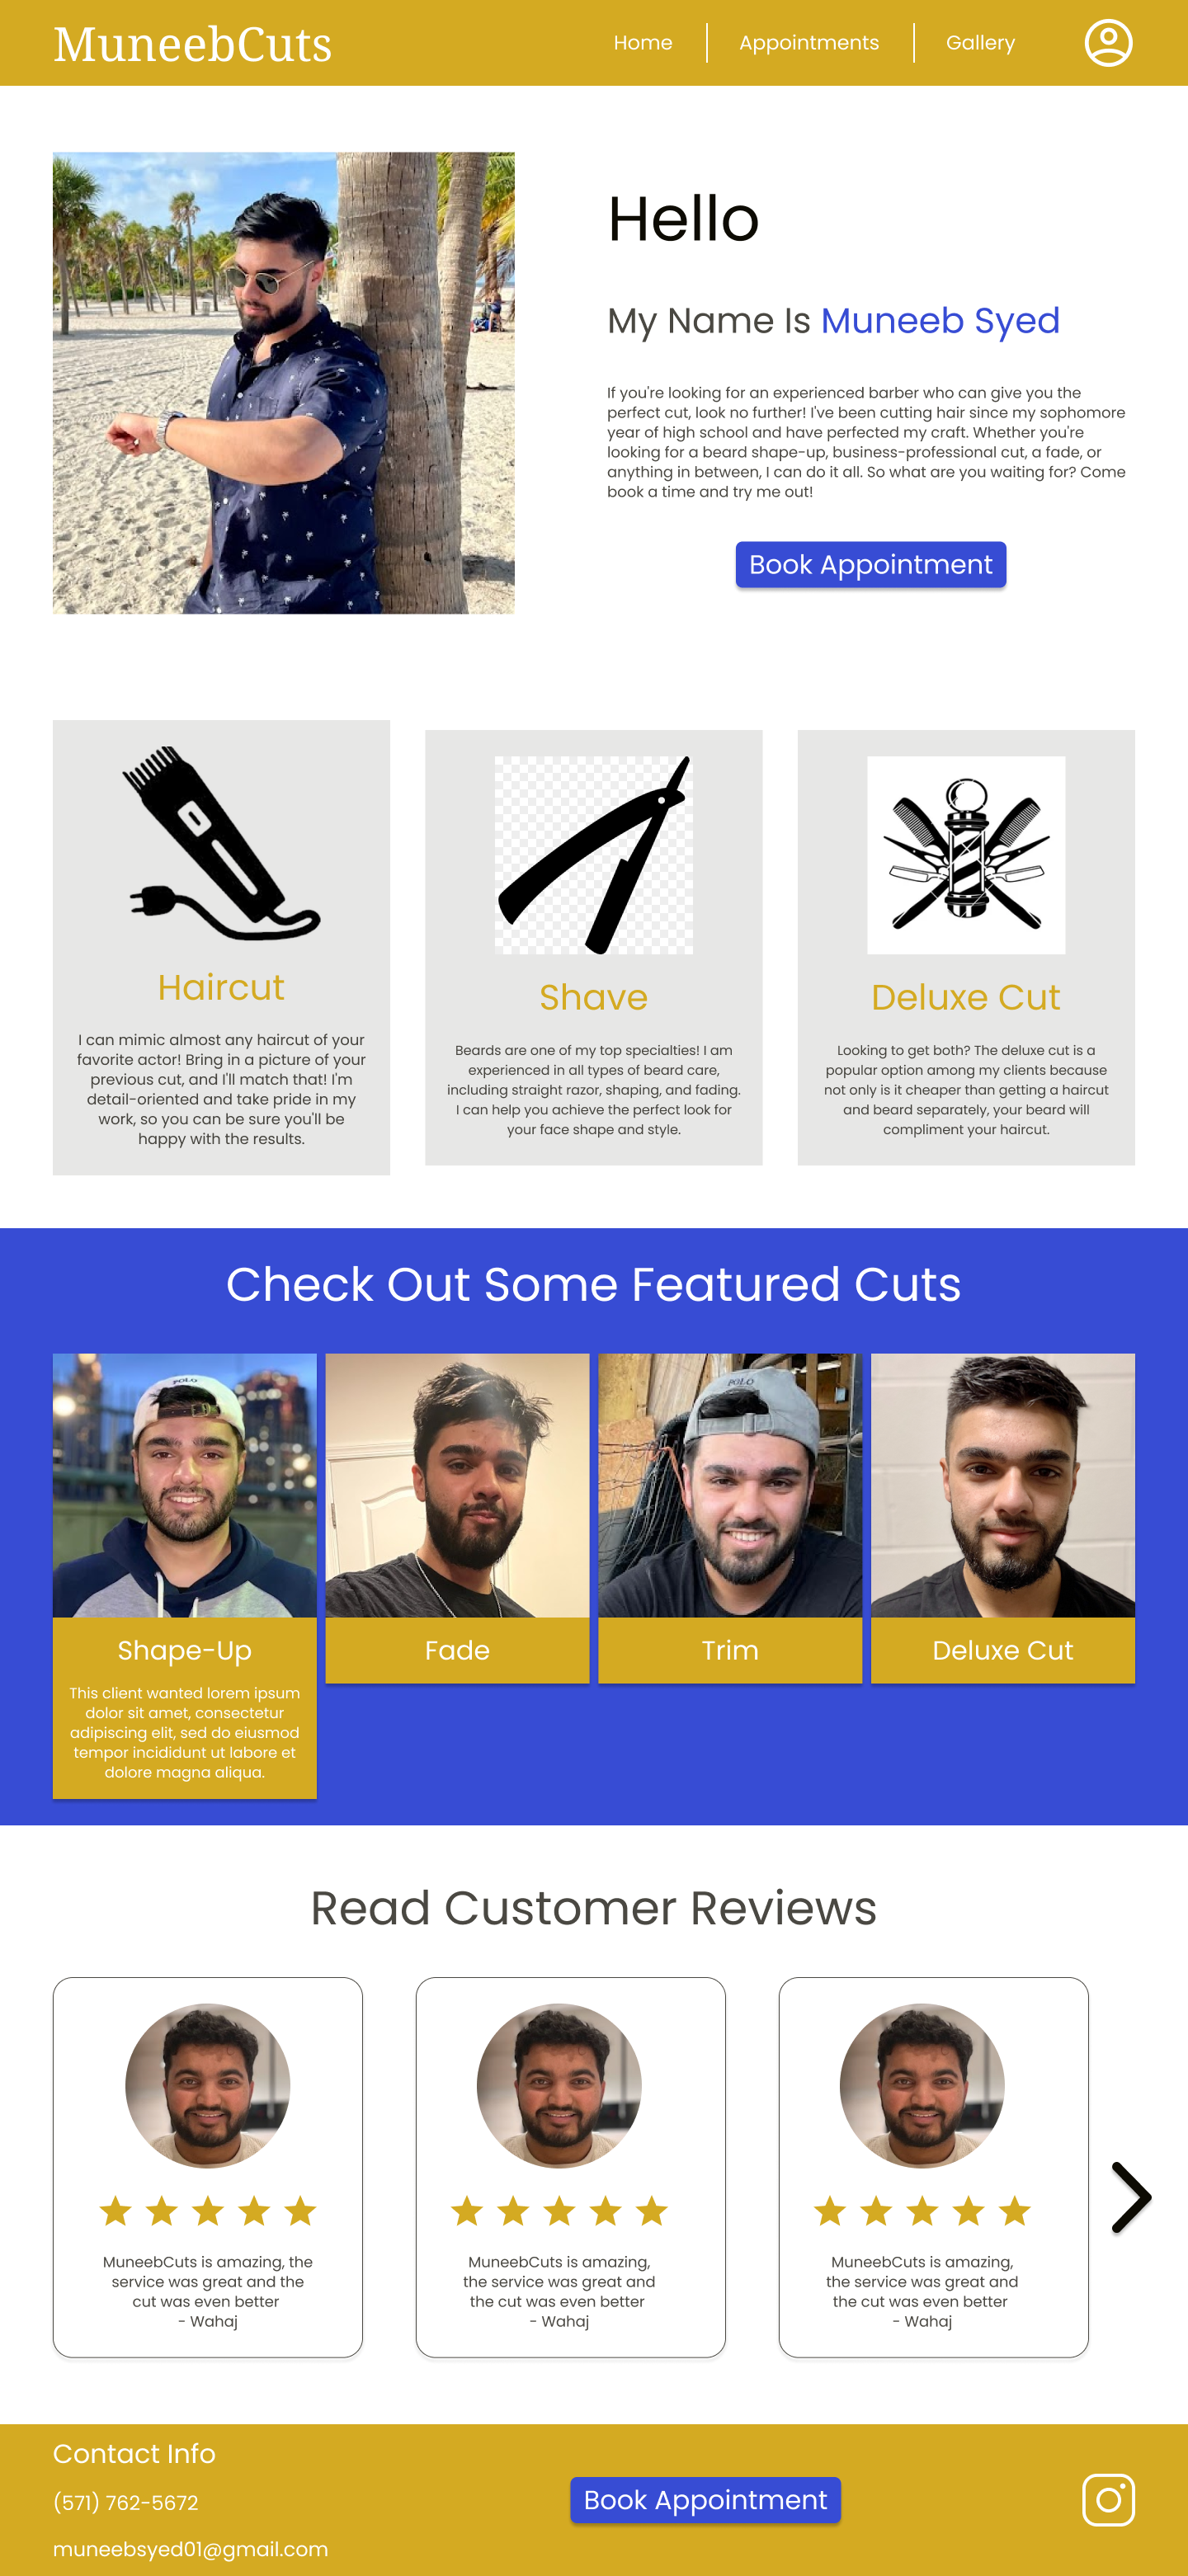 MuneebCuts
Home
Appointments
Gallery
Hello
My Name Is Muneeb Syed
If you're looking for an experienced barber who can give you the
perfect cut, look no further! I've been cutting hair since my sophomore
year of high school and have perfected my craft. Whether you're
looking for a beard shape-up, business-professional cut, a fade, or
anything in between, I can do it all. So what are you waiting for? Come
book a time and try me out!
Book Appointment
Haircut
I can mimic almost any haircut of your
favorite actor! Bring in a picture of your
previous cut, and I'll match that! I'm
detail-oriented and take pride in my
work, so you can be sure you'll be
happy with the results.
Shave
Beards are one of my top specialties! I am
experienced in all types of beard care,
including straight razor, shaping, and fading.
I can help you achieve the perfect look for
your face shape and style.
Deluxe Cut
Looking to get both? The deluxe cut is a
popular option among my clients because
not only is it cheaper than getting a haircut
and beard separately, your beard will
compliment your haircut.
Check Out Some Featured Cuts
POLO
POLO
Shape-Up
This client wanted lorem ipsum
dolor sit amet, consectetur
adipiscing elit, sed do eiusmod
tempor incididunt ut labore et
dolore magna aliqua.
Fade
Trim
Deluxe Cut
Read Customer Reviews
MuneebCuts is amazing, the
service was great and the
cut was even better
- Wahaj
MuneebCuts is amazing,
the service was great and
the cut was even better
- Wahaj
MuneebCuts is amazing,
the service was great and
the cut was even better
- Wahaj
Contact Info
(571) 762-5672
muneebsyed01@gmail.com
Book Appointment